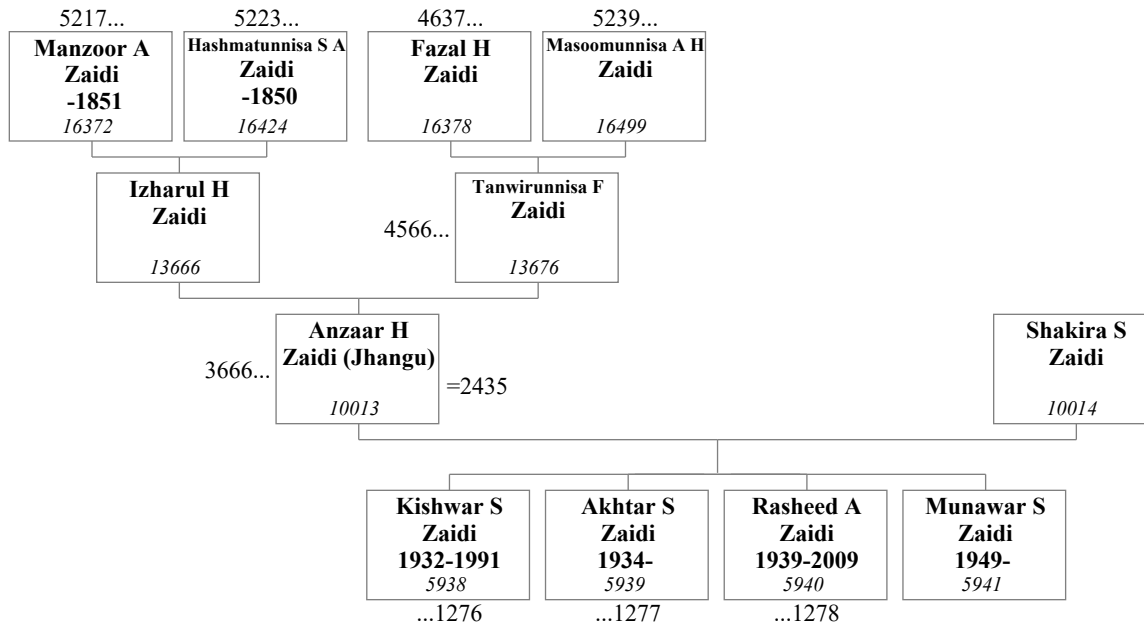 5217...
5223...
4637...
5239...
Manzoor A
Zaidi
-1851
16372
Hashmatunnisa S A
Zaidi
-1850
16424
Fazal H
Zaidi
16378
Masoomunnisa A H
Zaidi
16499
Izharul H
Zaidi
13666
4566...
Tanwirunnisa F
Zaidi
13676
3666...
Anzaar H
Zaidi (Jhangu)
10013
=2435
Shakira S
Zaidi
10014
Kishwar S
Zaidi
1932-1991
5938
...1276
Akhtar S
Zaidi
1934-
5939
...1277
Rasheed A
Zaidi
1939-2009
5940
...1278
Munawar S
Zaidi
1949-
5941